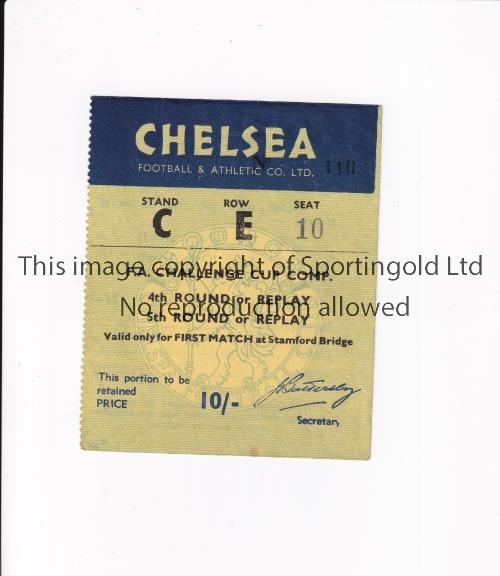 CHELSEA
FOOTBALL & ATHLETIC CO. LTD.
Nº 110
STAND ROW SEAT
C E 10
This image copyright of Sportingold Ltd
F.A. CHALLENGE CUP COMP.
No reproduction allowed
4th ROUND or REPLAY
5th ROUND or REPLAY
Valid only for FIRST MATCH at Stamford Bridge
This portion to be
retained
PRICE 10/-
J Battersby
Secretary